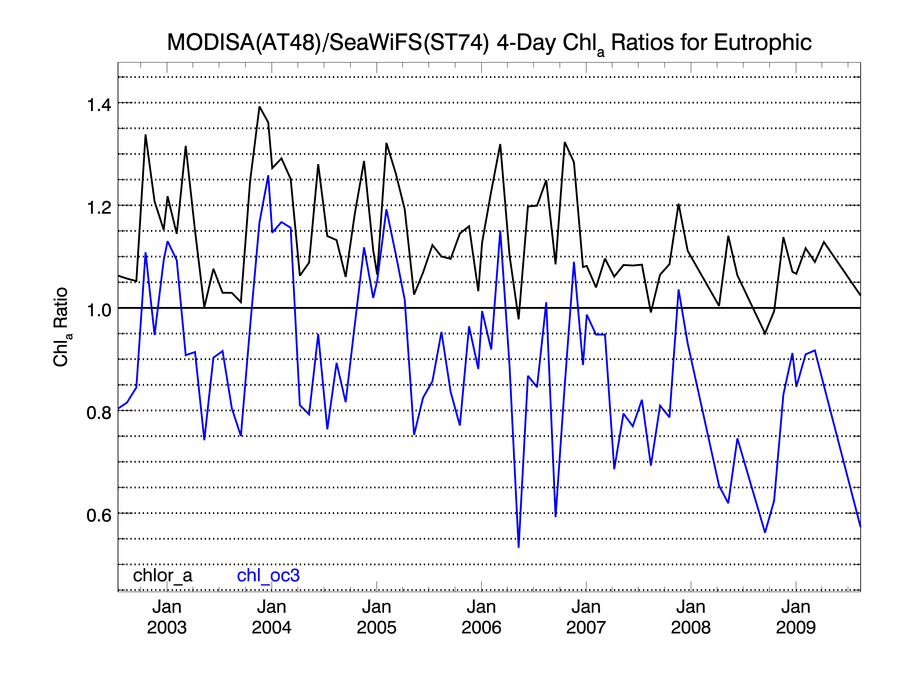 MODISA(AT48)/SeaWiFS(ST74) 4-Day Chla Ratios for Eutrophic
1.4
1.2
1.0
0.8
0.6
Chla Ratio
chlor_a chl_oc3
Jan Jan Jan Jan Jan Jan Jan
2003 2004 2005 2006 2007 2008 2009